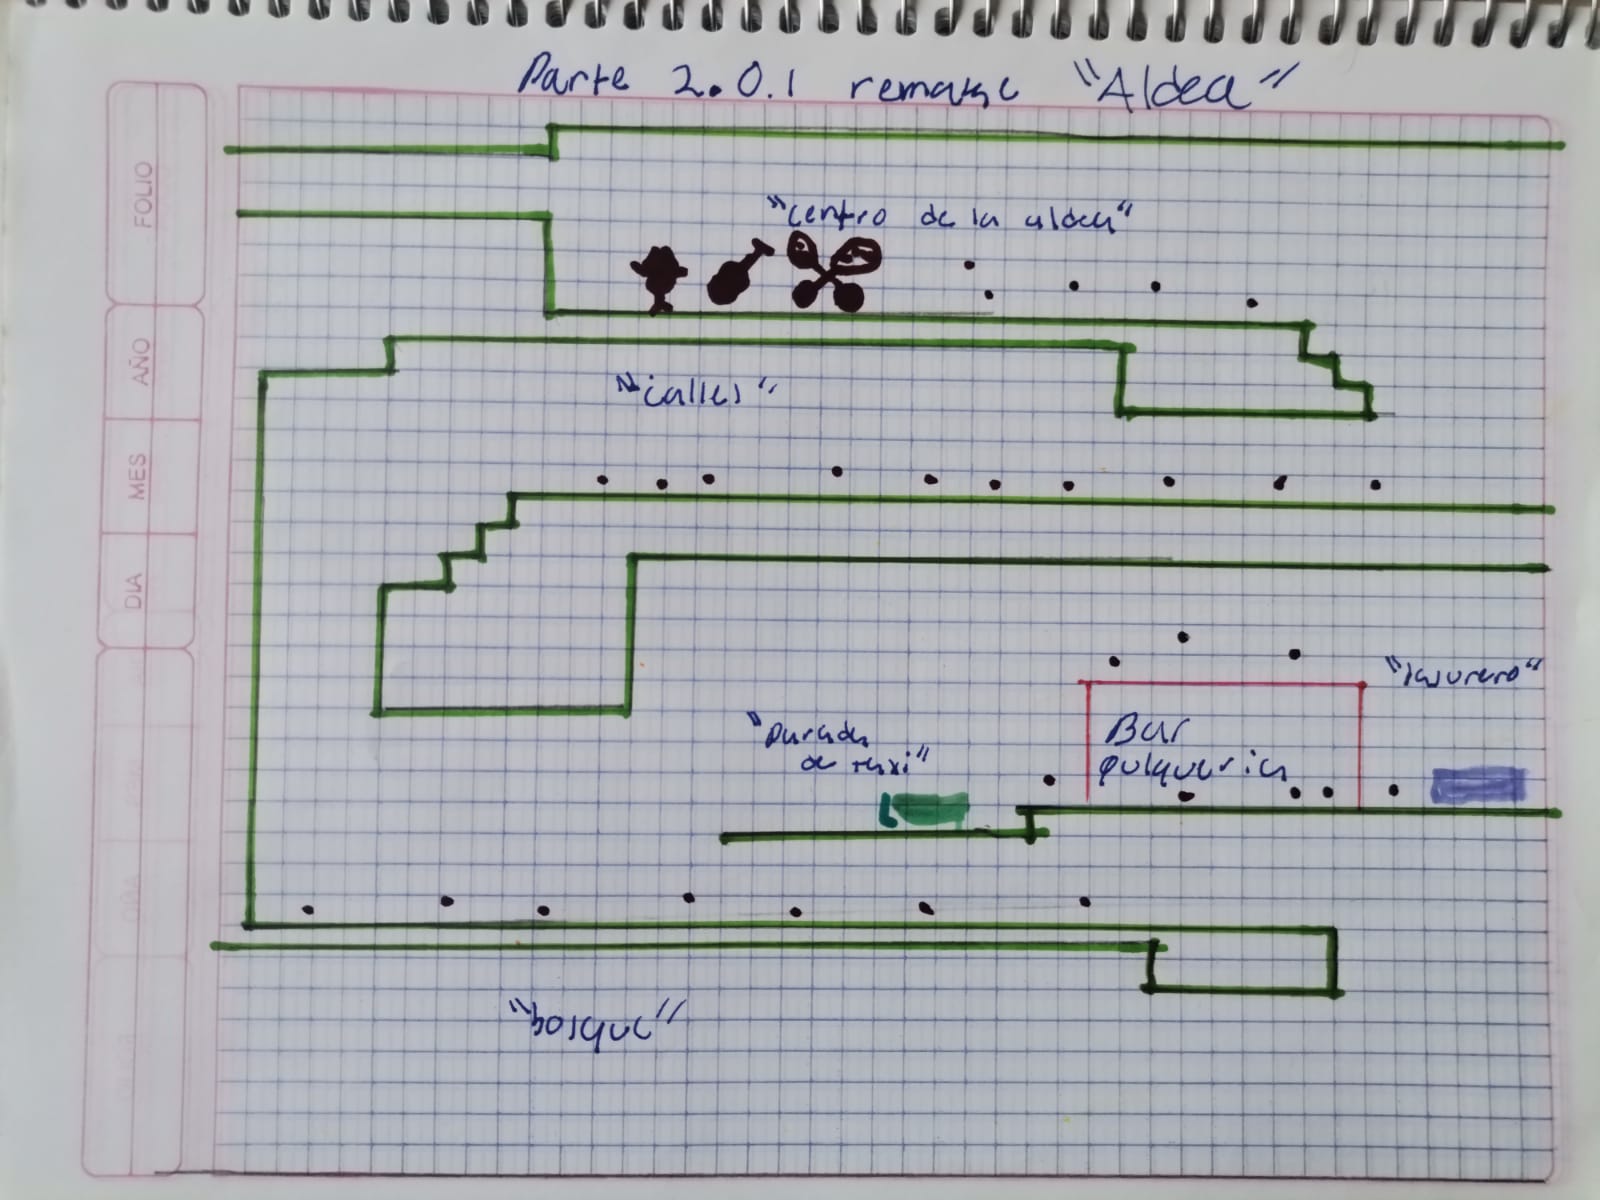 Parte 2.0.1 remake "Aldea"
FOLIO
"centro de la aldea"
AÑO
"calles"
MES
DIA
"basurero"
"Parada
de taxi"
Bar
pulqueria
"bosque"